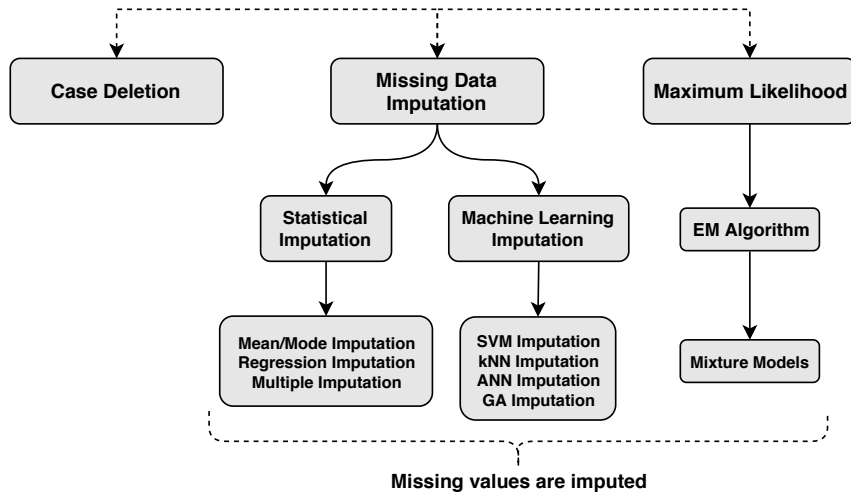 Case Deletion
Missing Data
Imputation
Maximum Likelihood
Statistical
Imputation
Machine Learning
Imputation
EM Algorithm
Mean/Mode Imputation
Regression Imputation
Multiple Imputation
SVM Imputation
kNN Imputation
ANN Imputation
GA Imputation
Mixture Models
Missing values are imputed